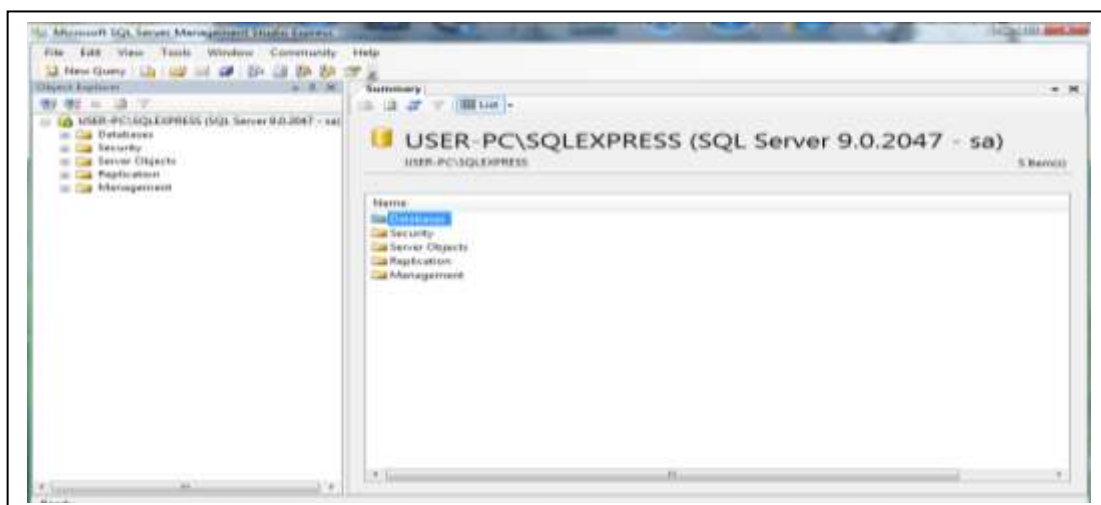 Microsoft SQL Server Management Studio Express
File Edit View Tools Window Community Help
New Query
Object Explorer
USER-PC\SQLEXPRESS (SQL Server 9.0.2047 - sa)
Databases
Security
Server Objects
Replication
Management
Summary
List
USER-PC\SQLEXPRESS (SQL Server 9.0.2047 - sa)
USER-PC\SQLEXPRESS
5 Item(s)
Name
Databases
Security
Server Objects
Replication
Management
Ready